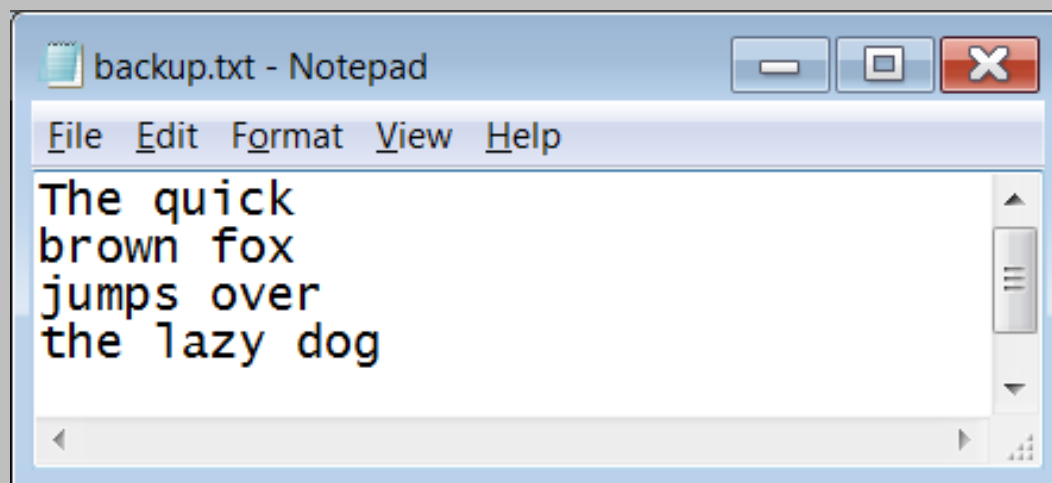 backup.txt - Notepad
File Edit Format View Help
The quick
brown fox
jumps over
the lazy dog